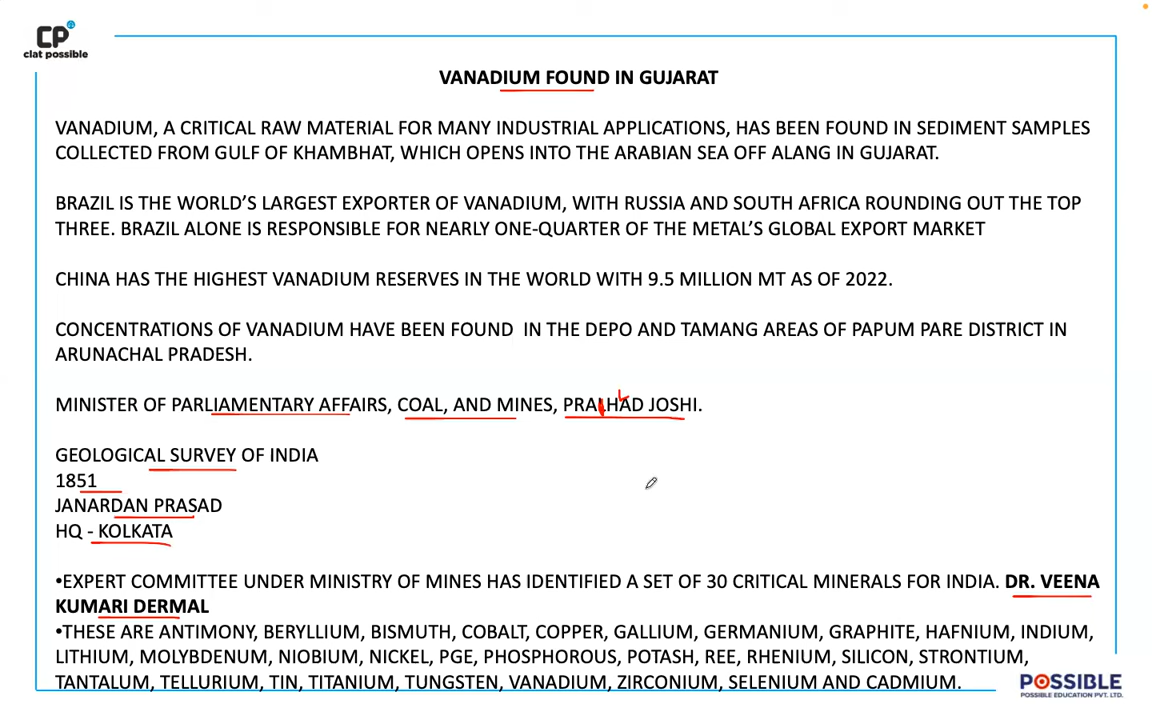 CP
clat possible
VANADIUM FOUND IN GUJARAT
VANADIUM, A CRITICAL RAW MATERIAL FOR MANY INDUSTRIAL APPLICATIONS, HAS BEEN FOUND IN SEDIMENT SAMPLES
COLLECTED FROM GULF OF KHAMBHAT, WHICH OPENS INTO THE ARABIAN SEA OFF ALANG IN GUJARAT.
BRAZIL IS THE WORLD'S LARGEST EXPORTER OF VANADIUM, WITH RUSSIA AND SOUTH AFRICA ROUNDING OUT THE TOP
THREE. BRAZIL ALONE IS RESPONSIBLE FOR NEARLY ONE-QUARTER OF THE METAL'S GLOBAL EXPORT MARKET
CHINA HAS THE HIGHEST VANADIUM RESERVES IN THE WORLD WITH 9.5 MILLION MT AS OF 2022.
CONCENTRATIONS OF VANADIUM HAVE BEEN FOUND  IN THE DEPO AND TAMANG AREAS OF PAPUM PARE DISTRICT IN
ARUNACHAL PRADESH.
MINISTER OF PARLIAMENTARY AFFAIRS, COAL, AND MINES, PRALHAD JOSHI.
GEOLOGICAL SURVEY OF INDIA
1851
JANARDAN PRASAD
HQ - KOLKATA
•EXPERT COMMITTEE UNDER MINISTRY OF MINES HAS IDENTIFIED A SET OF 30 CRITICAL MINERALS FOR INDIA. DR. VEENA
KUMARI DERMAL
•THESE ARE ANTIMONY, BERYLLIUM, BISMUTH, COBALT, COPPER, GALLIUM, GERMANIUM, GRAPHITE, HAFNIUM, INDIUM,
LITHIUM, MOLYBDENUM, NIOBIUM, NICKEL, PGE, PHOSPHOROUS, POTASH, REE, RHENIUM, SILICON, STRONTIUM,
TANTALUM, TELLURIUM, TIN, TITANIUM, TUNGSTEN, VANADIUM, ZIRCONIUM, SELENIUM AND CADMIUM.
POSSIBLE
POSSIBLE EDUCATION PVT. LTD.